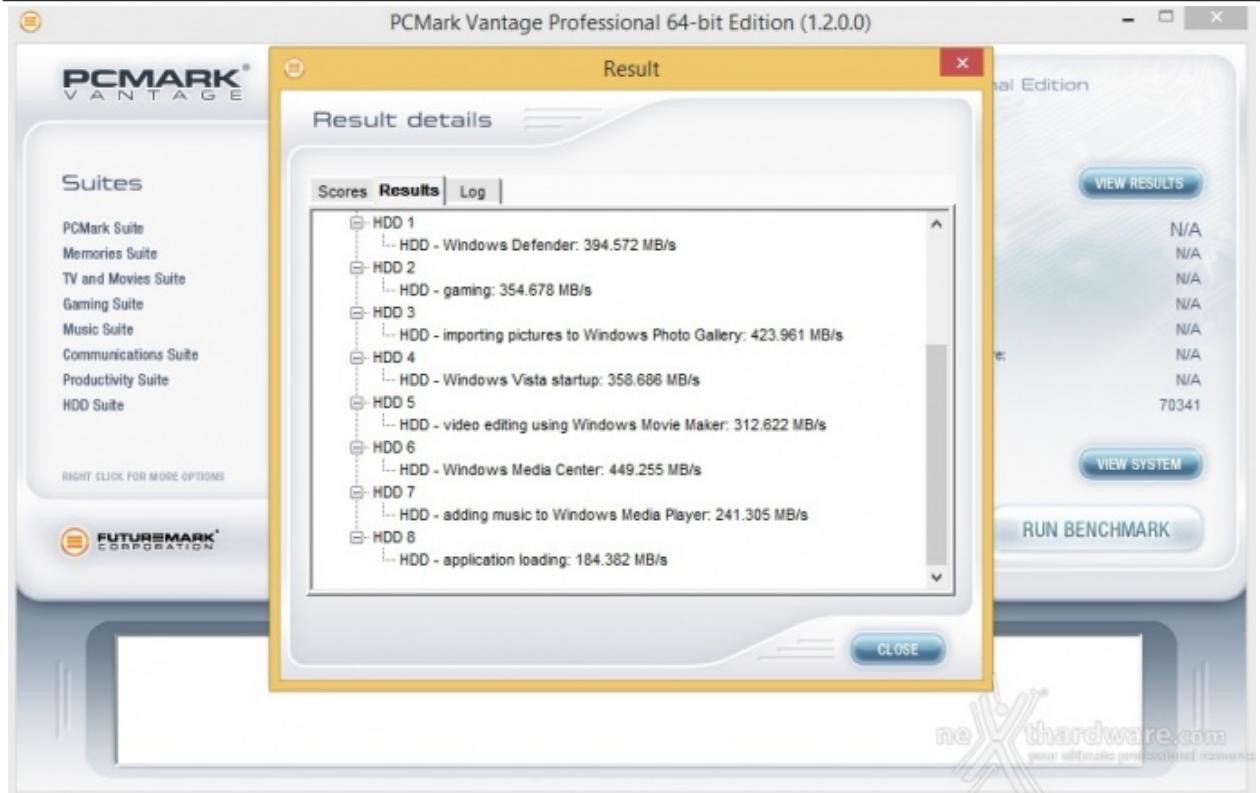 PCMark Vantage Professional 64-bit Edition (1.2.0.0)
PCMARK®
VANTAGE
Result
nal Edition
Result details
Suites
VIEW RESULTS
Scores Results Log
PCMark Suite N/A
Memories Suite N/A
TV and Movies Suite N/A
Gaming Suite N/A
Music Suite N/A
Communications Suite re: N/A
Productivity Suite N/A
HDD Suite 70341
HDD 1
HDD - Windows Defender: 394.572 MB/s
HDD 2
HDD - gaming: 354.678 MB/s
HDD 3
HDD - importing pictures to Windows Photo Gallery: 423.961 MB/s
HDD 4
HDD - Windows Vista startup: 358.686 MB/s
HDD 5
HDD - video editing using Windows Movie Maker: 312.622 MB/s
HDD 6
HDD - Windows Media Center: 449.255 MB/s
HDD 7
HDD - adding music to Windows Media Player: 241.305 MB/s
HDD 8
HDD - application loading: 184.382 MB/s
RIGHT CLICK FOR MORE OPTIONS
VIEW SYSTEM
FUTUREMARK
CORPORATION
RUN BENCHMARK
CLOSE
nexthardware.com
your ultimate professional resource